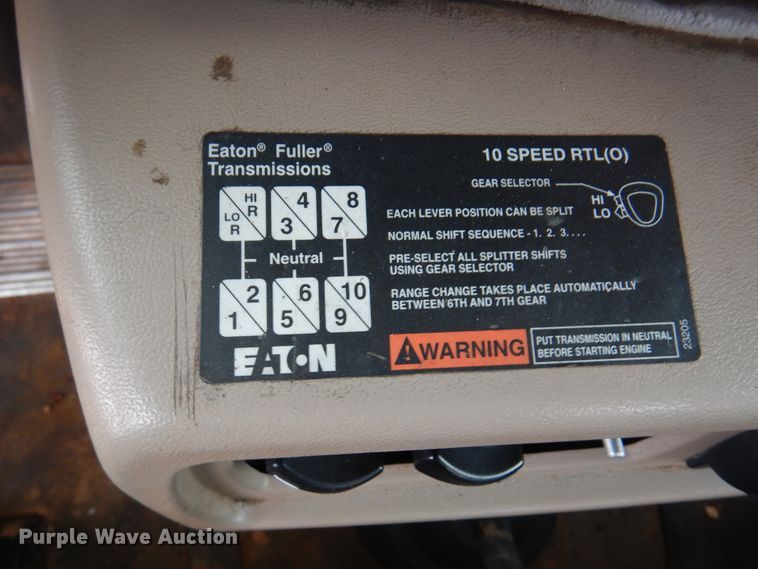 Eaton® Fuller®
Transmissions
10 SPEED RTL(O)
GEAR SELECTOR
HI
LO
HI
R
LO
R
4
3
8
7
Neutral
2
1
6
5
10
9
EACH LEVER POSITION CAN BE SPLIT
NORMAL SHIFT SEQUENCE - 1. 2. 3. . . .
PRE-SELECT ALL SPLITTER SHIFTS
USING GEAR SELECTOR
RANGE CHANGE TAKES PLACE AUTOMATICALLY
BETWEEN 6TH AND 7TH GEAR
EATON
WARNING
PUT TRANSMISSION IN NEUTRAL
BEFORE STARTING ENGINE
23205
Purple Wave Auction